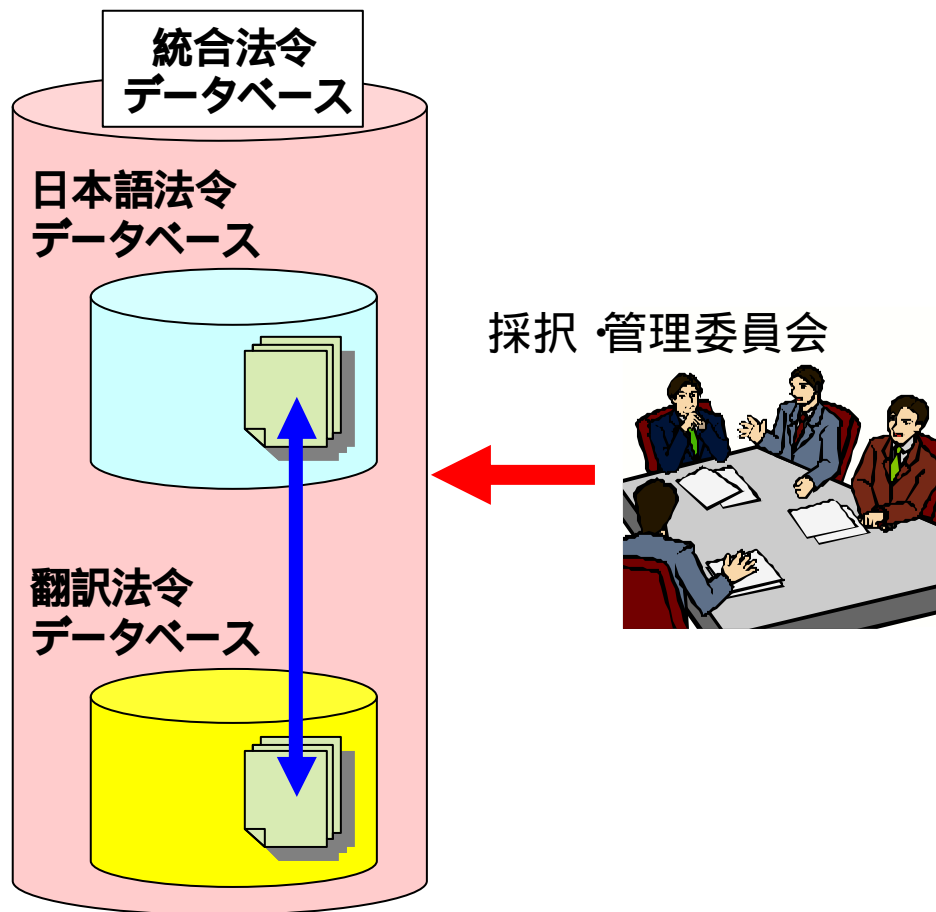 統合法令
データベース
日本語法令
データベース
採択・管理委員会
翻訳法令
データベース